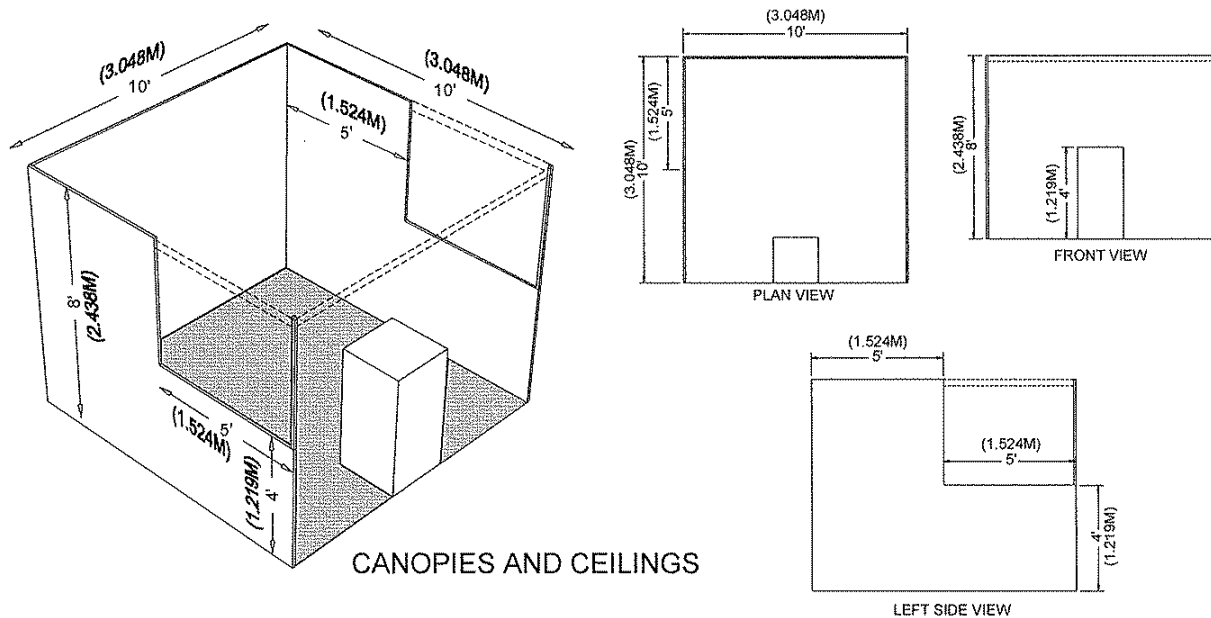 (3.048M)
10'
(3.048M)
10'
(1.524M)
5'
8'
(2.438M)
5'
(1.524M)
4'
(1.219M)
CANOPIES AND CEILINGS
(3.048M)
10'
(1.524M)
5'
(3.048M)
10'
PLAN VIEW
(2.438M)
8'
(1.219M)
4'
FRONT VIEW
(1.524M)
5'
(1.524M)
5'
4'
(1.219M)
LEFT SIDE VIEW